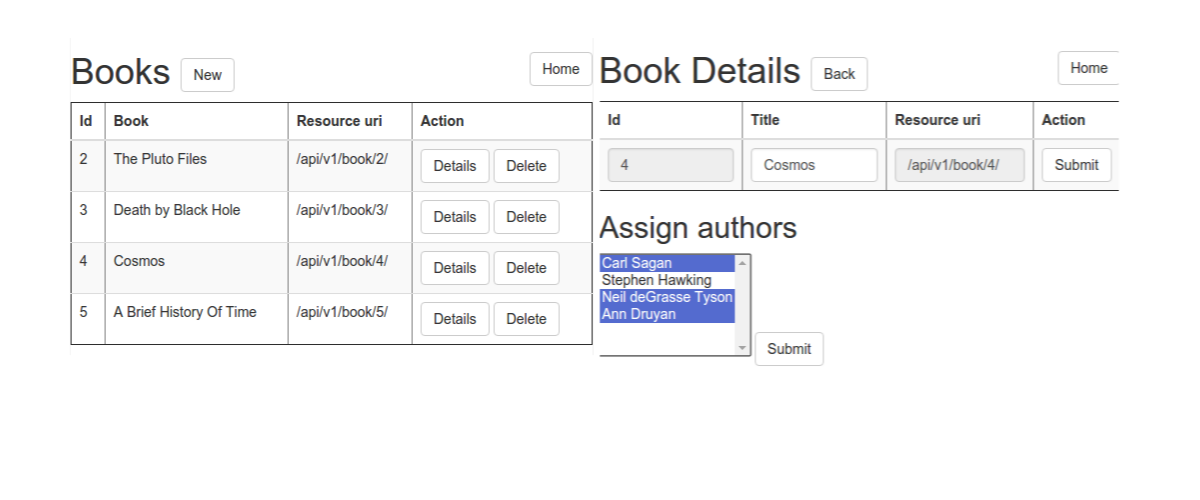 Books New Home
Id Book Resource uri Action
2 The Pluto Files /api/v1/book/2/ Details Delete
3 Death by Black Hole /api/v1/book/3/ Details Delete
4 Cosmos /api/v1/book/4/ Details Delete
5 A Brief History Of Time /api/v1/book/5/ Details Delete
Book Details Back Home
Id Title Resource uri Action
4 Cosmos /api/v1/book/4/ Submit
Assign authors
Carl Sagan
Stephen Hawking
Neil deGrasse Tyson
Ann Druyan
Submit